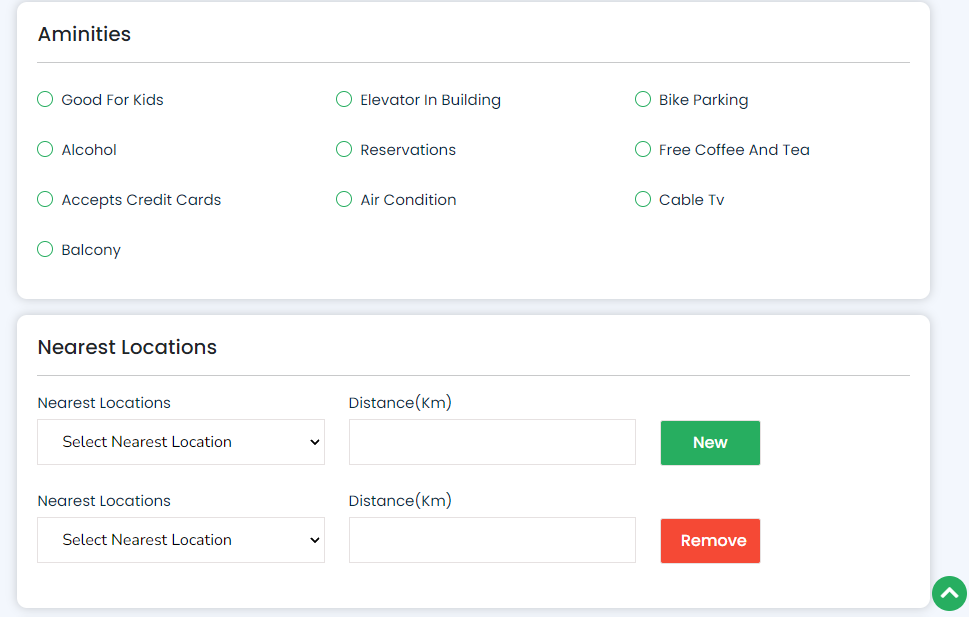 Aminities
Good For Kids Elevator In Building Bike Parking
Alcohol Reservations Free Coffee And Tea
Accepts Credit Cards Air Condition Cable Tv
Balcony
Nearest Locations
Nearest Locations Distance(Km)
Select Nearest Location New
Nearest Locations Distance(Km)
Select Nearest Location Remove